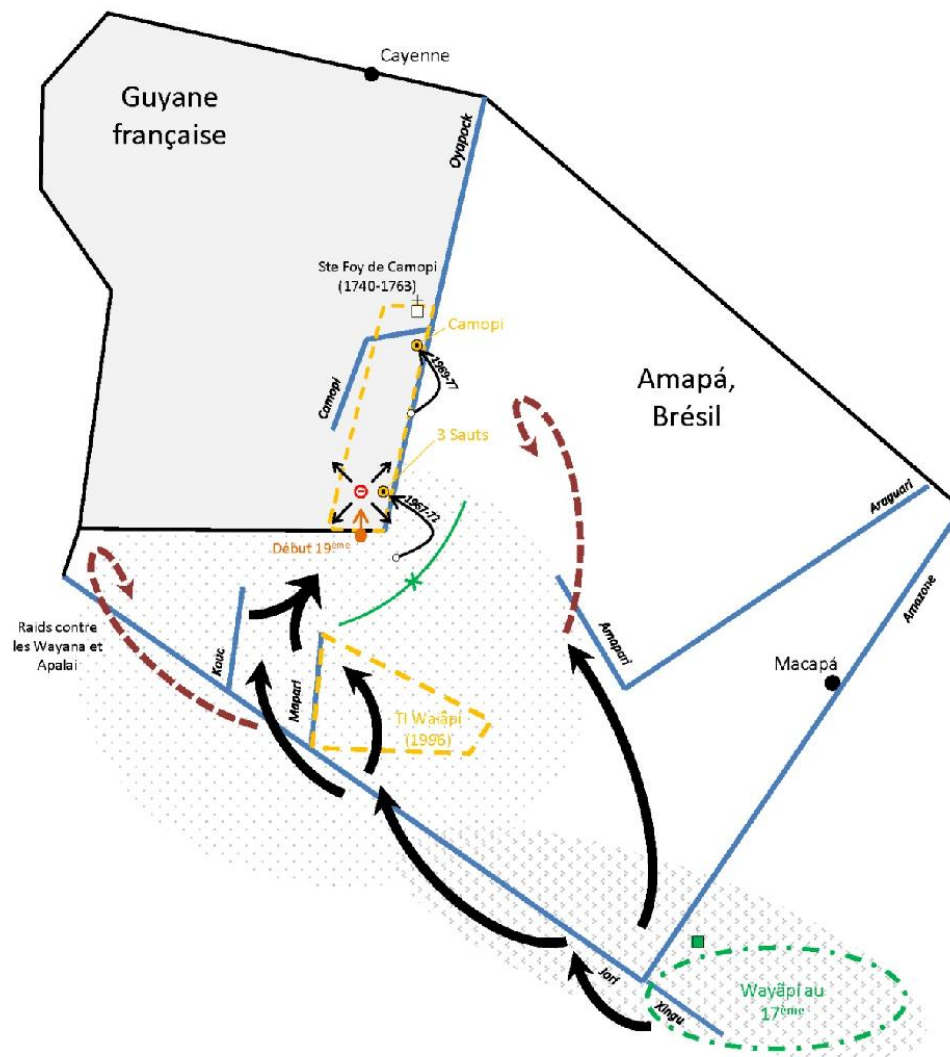 Cayenne
Guyane
française
Oyapock
Ste Foy de Camopi
(1740-1763)
Camopi
Camopi
1969-77
Amapá,
Brésil
3 Sauts
1967-72
Araguari
Début 19ème
Amazone
Raids contre
les Wayana et
Apalai
Kouc
Mapari
Amapari
Macapá
TI Waiãpi
(1996)
Jari
Xingu
Wayãpi au
17ème